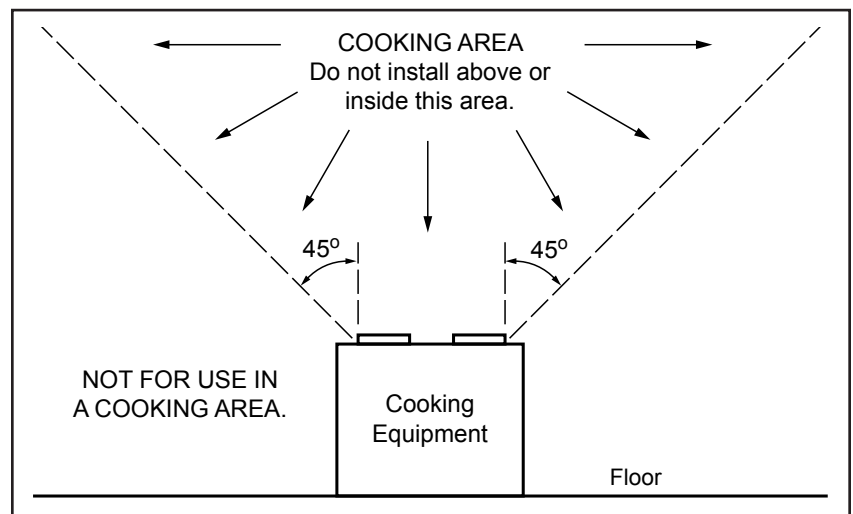 COOKING AREA
Do not install above or
inside this area.
45° 45°
NOT FOR USE IN
A COOKING AREA.
Cooking
Equipment
Floor